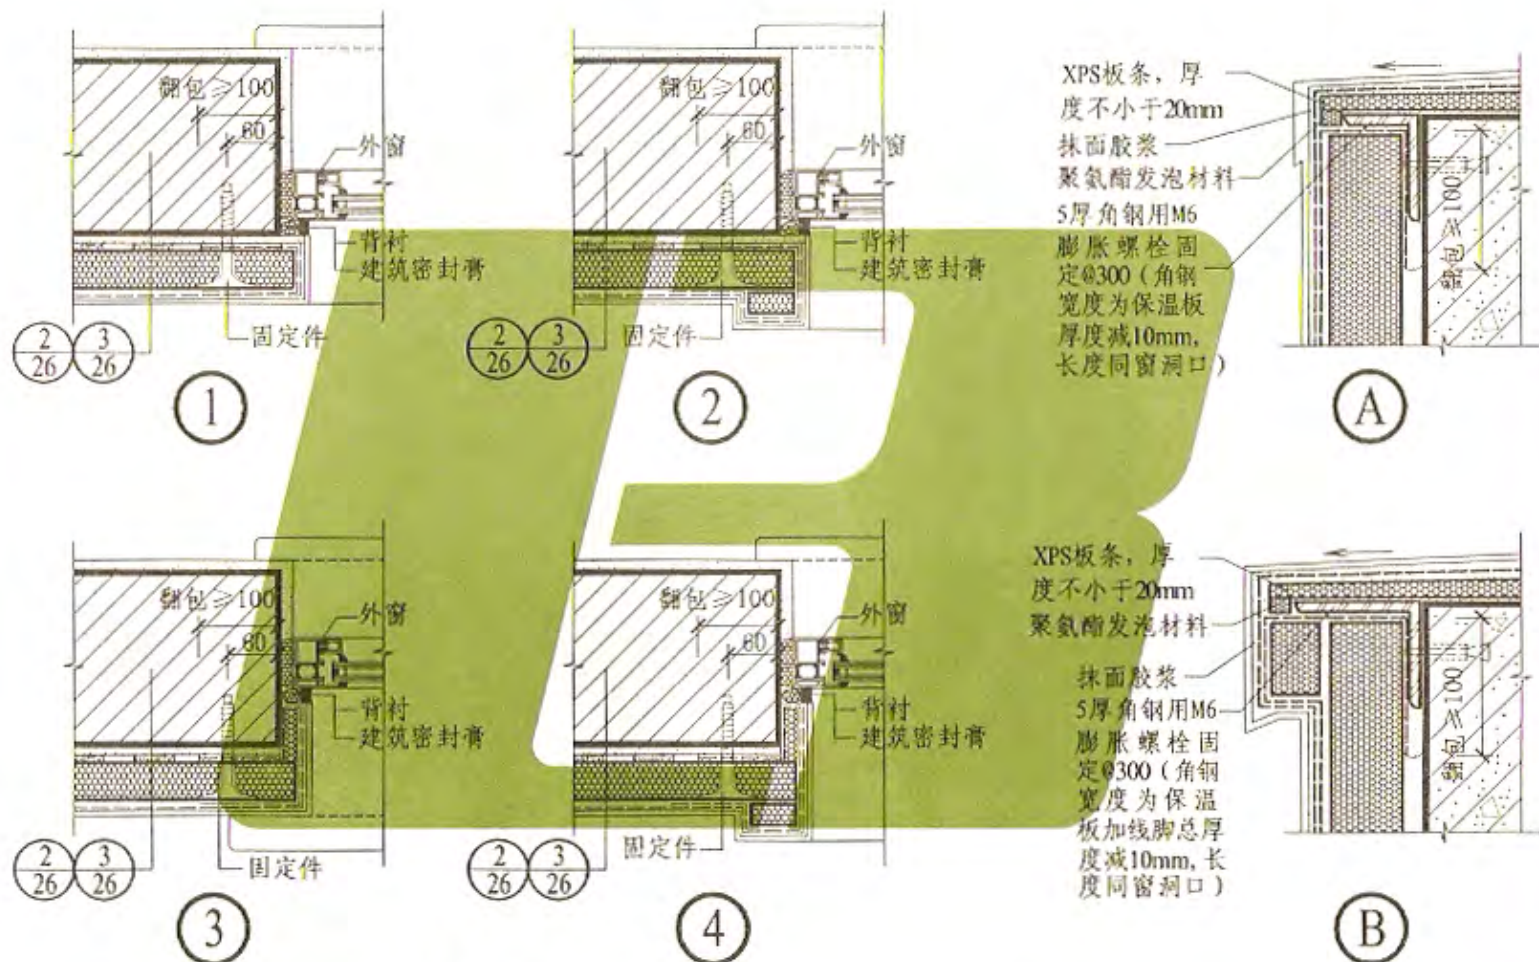 翻包≥100
60
外窗
背衬
建筑密封膏
固定件
2
26
3
26
1
翻包≥100
60
外窗
背衬
建筑密封膏
固定件
2
26
3
26
2
XPS板条，厚
度不小于20mm
抹面胶浆
聚氨酯发泡材料
5厚角钢用M6
膨胀螺栓固
定@300（角钢
宽度为保温板
厚度减10mm，
长度同窗洞口）
翻包≥100
A
翻包≥100
60
外窗
背衬
建筑密封膏
固定件
2
26
3
26
3
翻包≥100
60
外窗
背衬
建筑密封膏
固定件
2
26
3
26
4
XPS板条，厚
度不小于20mm
聚氨酯发泡材料
抹面胶浆
5厚角钢用M6
膨胀螺栓固
定@300（角钢
宽度为保温
板加线脚总厚
度减10mm，长
度同窗洞口）
翻包≥100
B